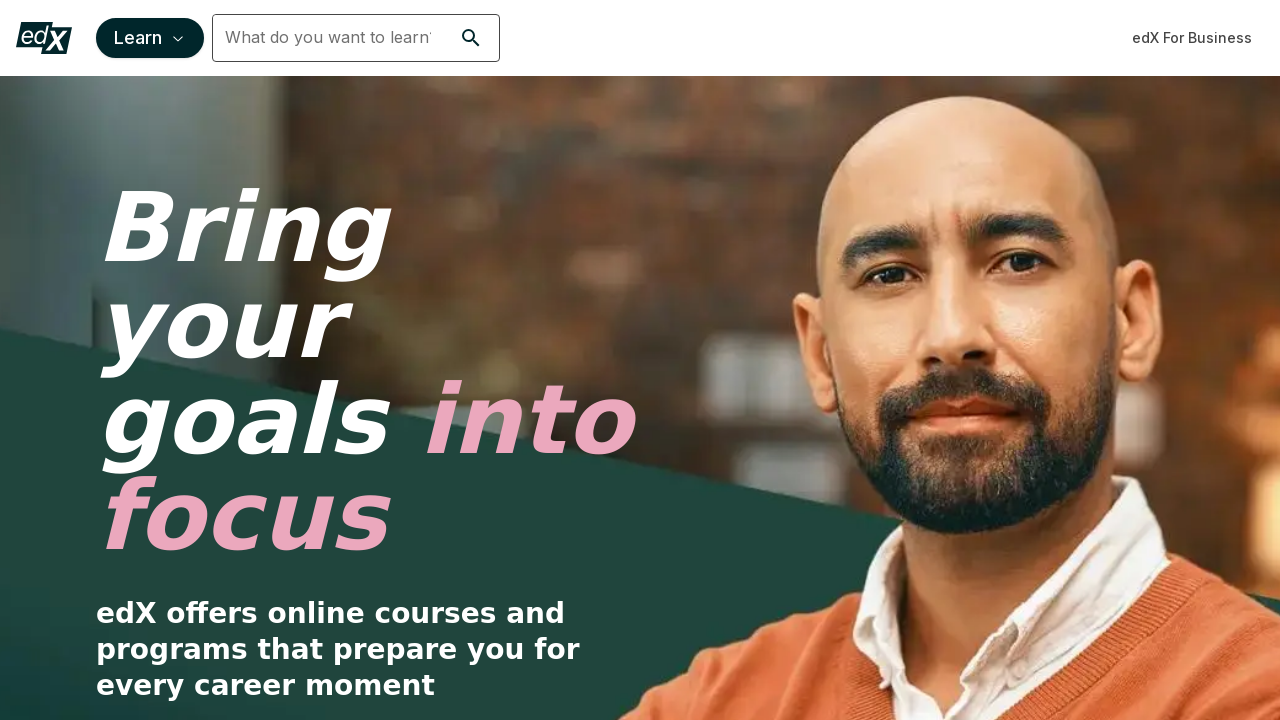 edX
Learn
What do you want to learn
edX For Business
Bring
your
goals into
focus
edX offers online courses and
programs that prepare you for
every career moment